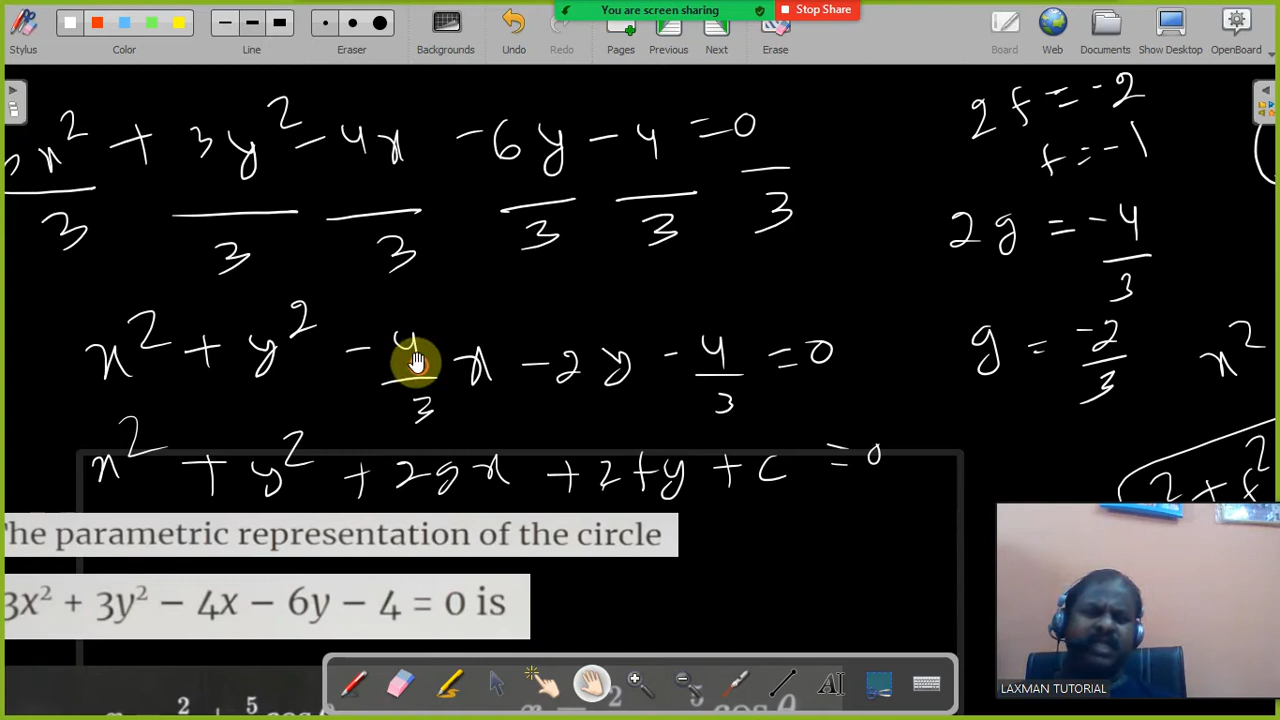 You are screen sharing
Stop Share
Stylus
Color
Line
Eraser
Backgrounds
Undo
Redo
Pages
Previous
Next
Erase
Board
Web
Documents
Show Desktop
OpenBoard
3x²/3 + 3y²/3 - 4x/3 - 6y/3 - 4/3 = 0/3
x² + y² - 4/3 x - 2y - 4/3 = 0
x² + y² + 2gx + 2fy + c = 0
2f = -2
f = -1
2g = -4/3
g = -2/3
x²
The parametric representation of the circle
3x² + 3y² − 4x − 6y − 4 = 0 is
LAXMAN TUTORIAL